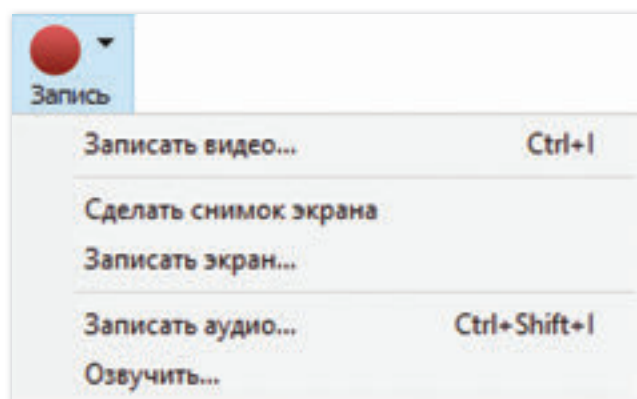 Запись
Записать видео... Ctrl+I
Сделать снимок экрана
Записать экран...
Записать аудио... Ctrl+Shift+I
Озвучить...